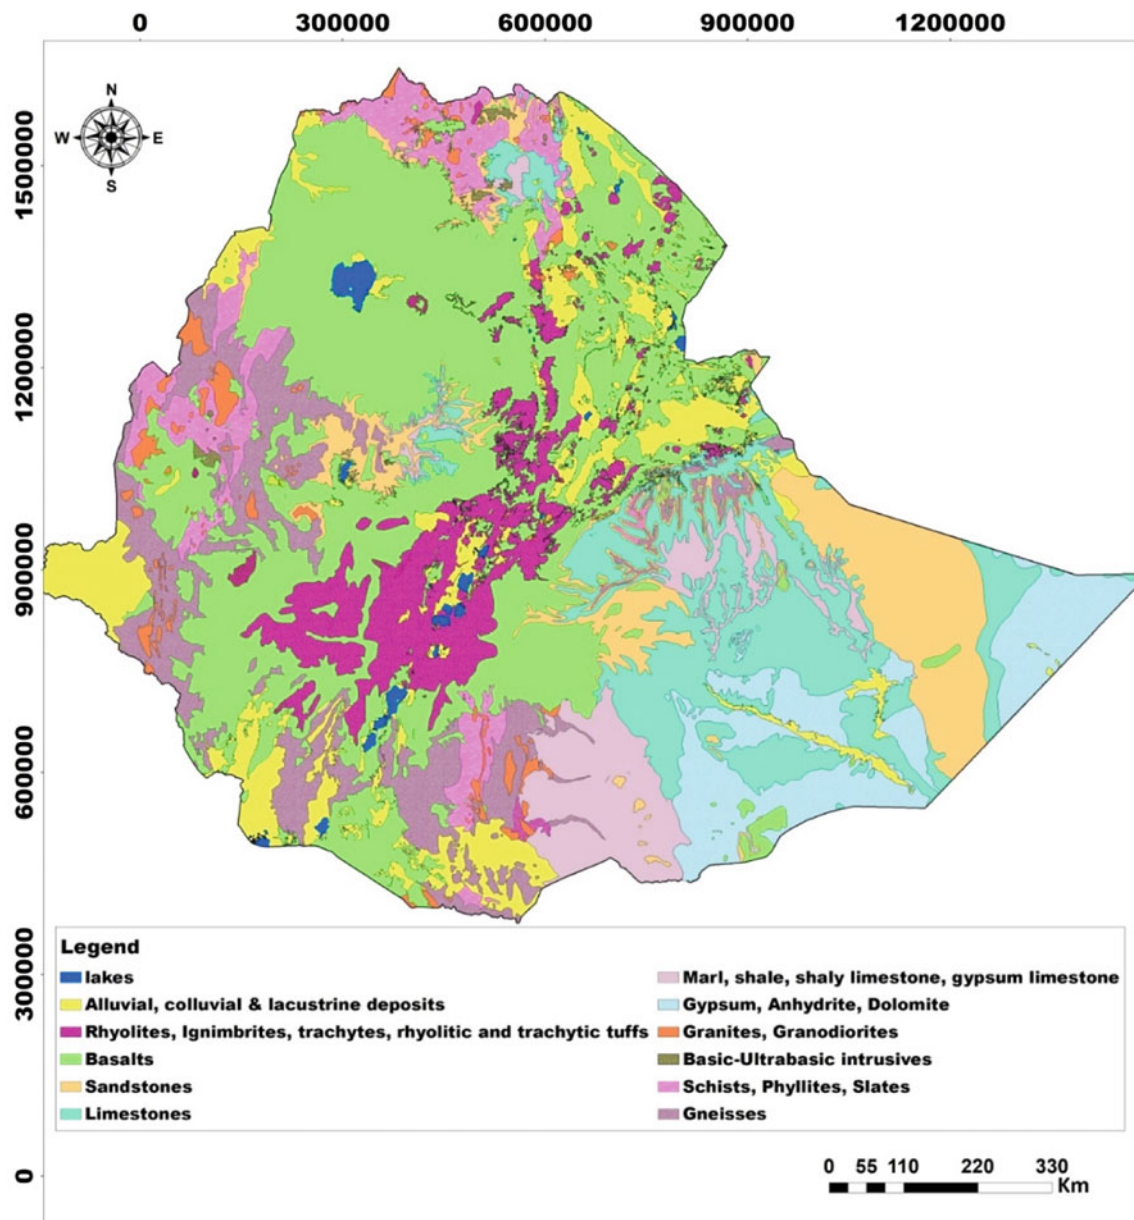 0 300000 600000 900000 1200000
N
W E
S
1500000
1200000
900000
600000
300000
0
Legend
lakes
Alluvial, colluvial & lacustrine deposits
Rhyolites, Ignimbrites, trachytes, rhyolitic and trachytic tuffs
Basalts
Sandstones
Limestones
Marl, shale, shaly limestone, gypsum limestone
Gypsum, Anhydrite, Dolomite
Granites, Granodiorites
Basic-Ultrabasic intrusives
Schists, Phyllites, Slates
Gneisses
0 55 110 220 330
Km